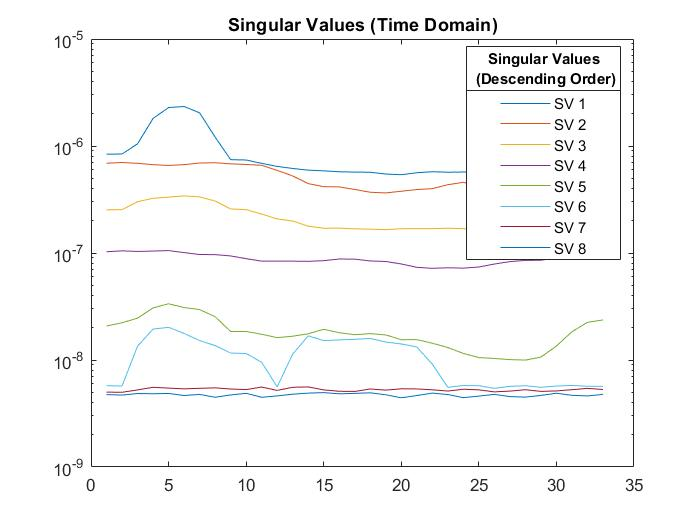 Singular Values (Time Domain)
10^-5
10^-6
10^-7
10^-8
10^-9
0 5 10 15 20 25 30 35
Singular Values
(Descending Order)
SV 1
SV 2
SV 3
SV 4
SV 5
SV 6
SV 7
SV 8